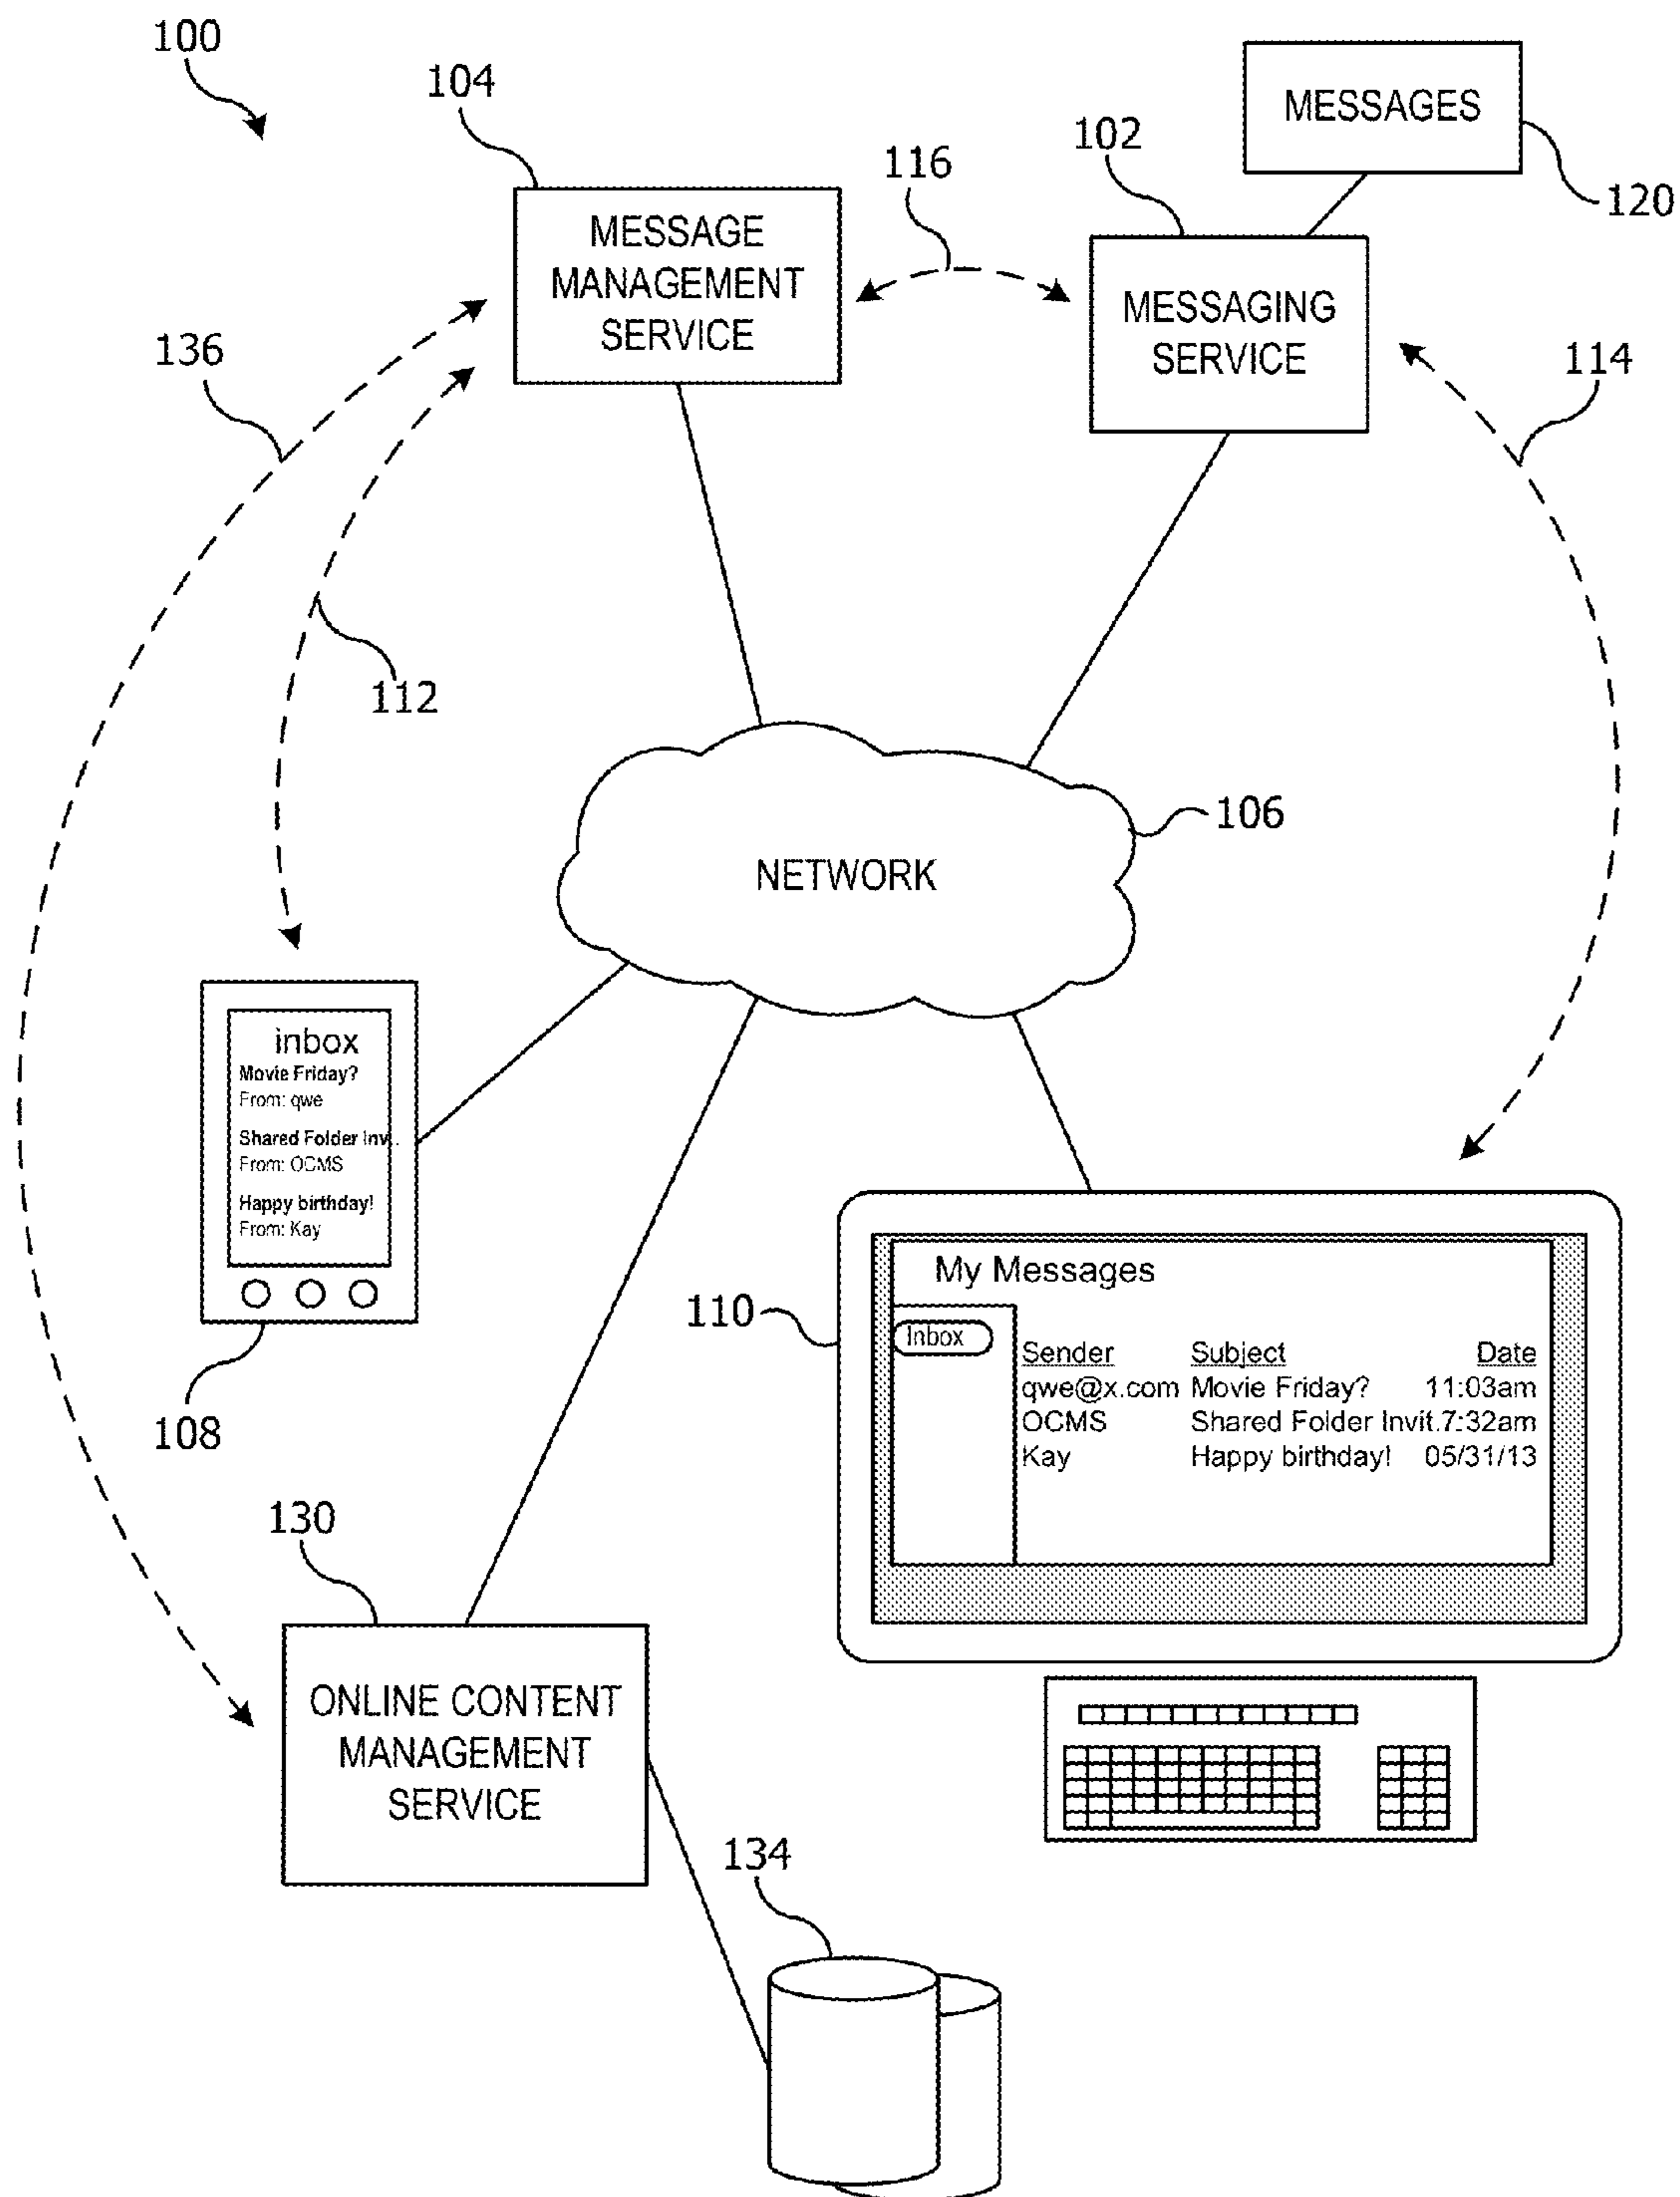 100
104
MESSAGES
102
116
120
MESSAGE
MANAGEMENT
SERVICE
MESSAGING
SERVICE
136
114
112
106
NETWORK
inbox
Movie Friday?
From: qwe
Shared Folder Inv..
From: OCMS
Happy birthday!
From: Kay
108
My Messages
110
Inbox
Sender Subject Date
qwe@x.com Movie Friday? 11:03am
OCMS Shared Folder Invit.7:32am
Kay Happy birthday! 05/31/13
130
ONLINE CONTENT
MANAGEMENT
SERVICE
134